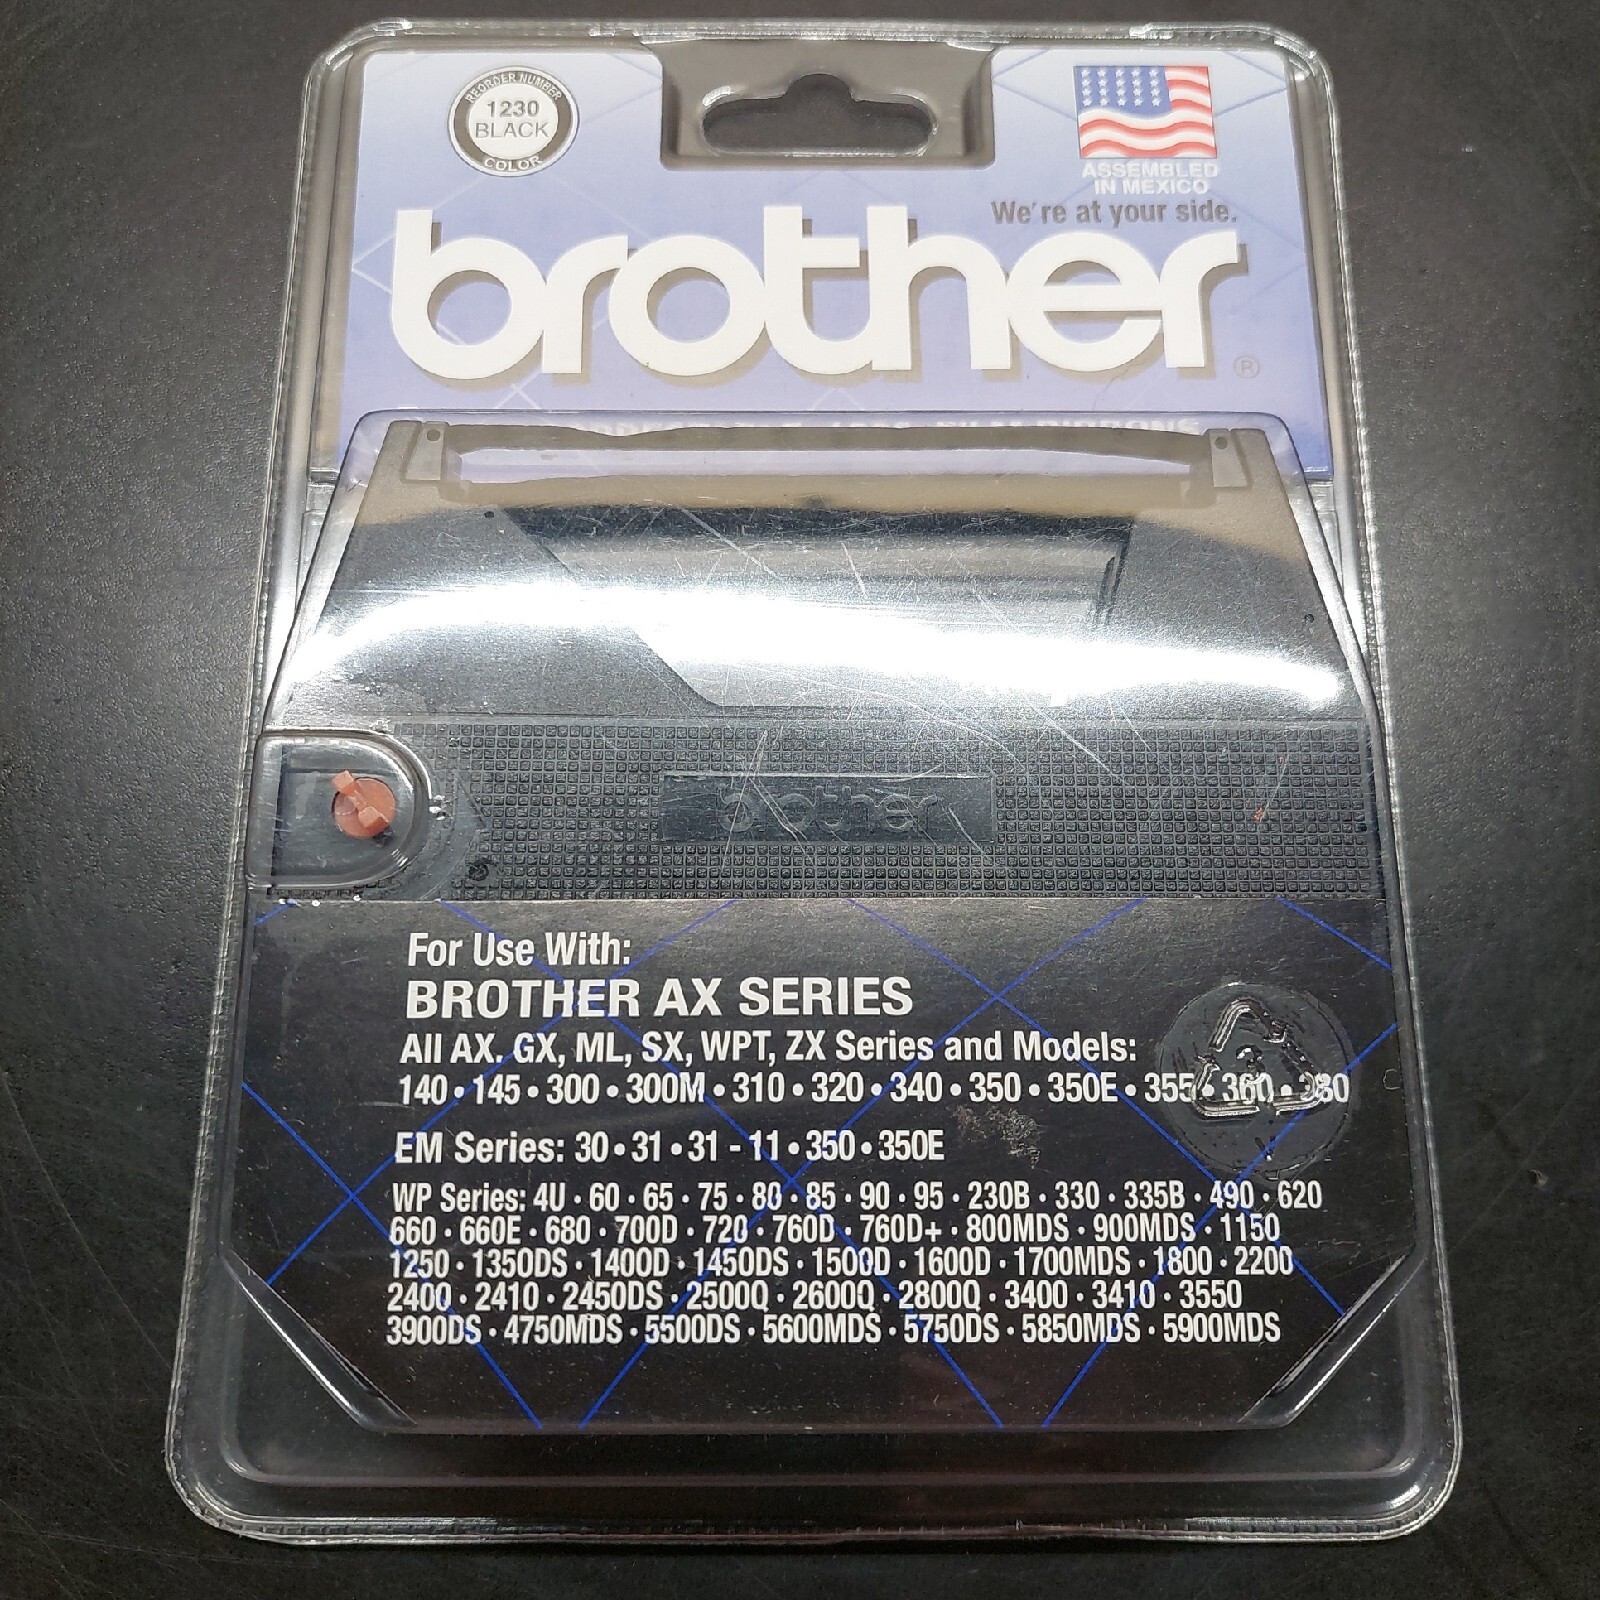 REORDER NUMBER
1230
BLACK
COLOR
ASSEMBLED
IN MEXICO
We're at your side.
brother
®
brother
For Use With:
BROTHER AX SERIES
All AX, GX, ML, SX, WPT, ZX Series and Models:
140 • 145 • 300 • 300M • 310 • 320 • 340 • 350 • 350E • 355 • 360 • 380
EM Series: 30 • 31 • 31 - 11 • 350 • 350E
WP Series: 4U • 60 • 65 • 75 • 80 • 85 • 90 • 95 • 230B • 330 • 335B • 490 • 620
660 • 660E • 680 • 700D • 720 • 760D • 760D+ • 800MDS • 900MDS • 1150
1250 • 1350DS • 1400D • 1450DS • 1500D • 1600D • 1700MDS • 1800 • 2200
2400 • 2410 • 2450DS • 2500Q • 2600Q • 2800Q • 3400 • 3410 • 3550
3900DS • 4750MDS • 5500DS • 5600MDS • 5750DS • 5850MDS • 5900MDS
3